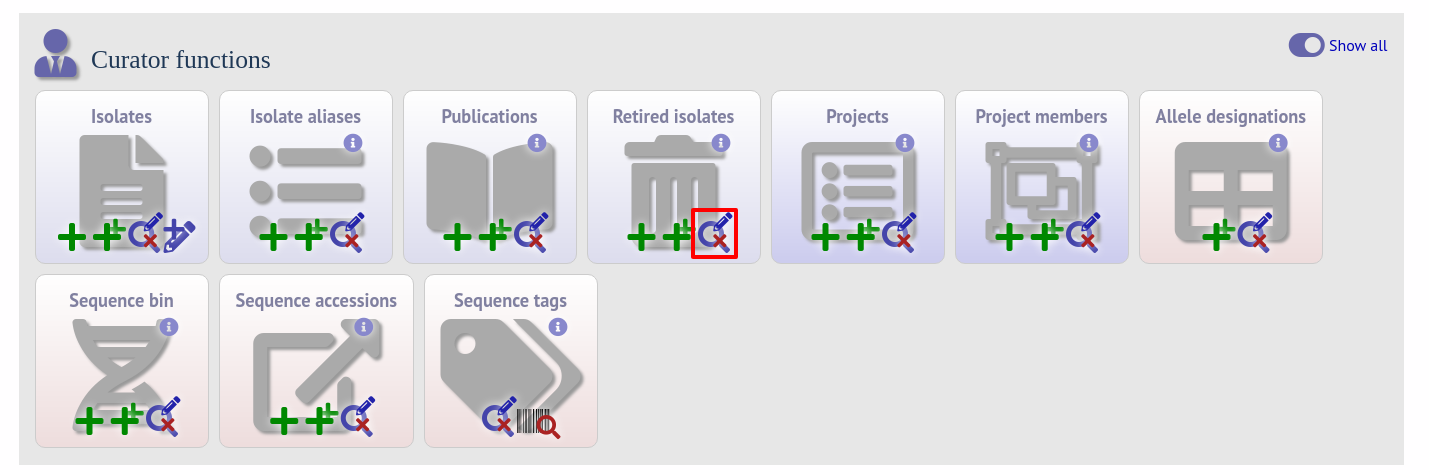 Curator functions
Show all
Isolates
Isolate aliases
Publications
Retired isolates
Projects
Project members
Allele designations
Sequence bin
Sequence accessions
Sequence tags